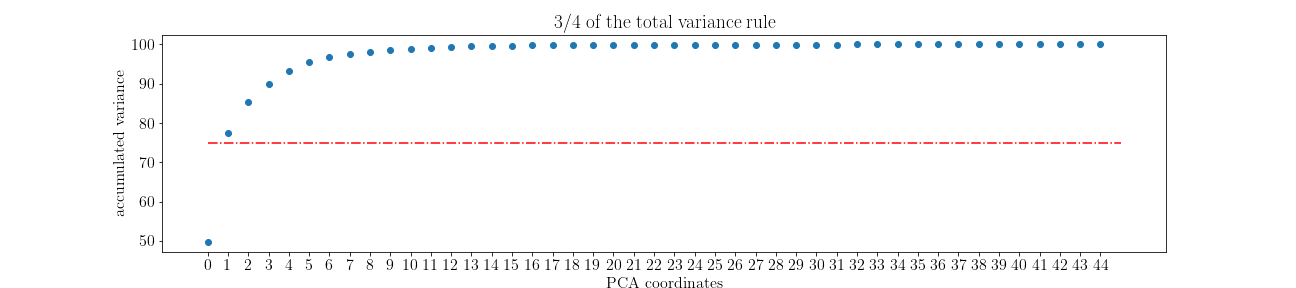 3/4 of the total variance rule
accumulated variance
100
90
80
70
60
50
0 1 2 3 4 5 6 7 8 9 10 11 12 13 14 15 16 17 18 19 20 21 22 23 24 25 26 27 28 29 30 31 32 33 34 35 36 37 38 39 40 41 42 43 44
PCA coordinates